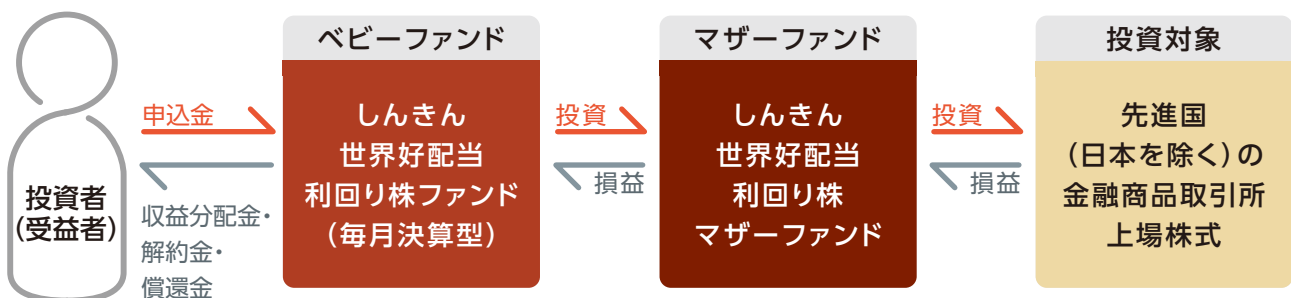 投資者
(受益者)
申込金
収益分配金・
解約金・
償還金
ベビーファンド
しんきん
世界好配当
利回り株ファンド
(毎月決算型)
投資
損益
マザーファンド
しんきん
世界好配当
利回り株
マザーファンド
投資
損益
投資対象
先進国
(日本を除く)の
金融商品取引所
上場株式